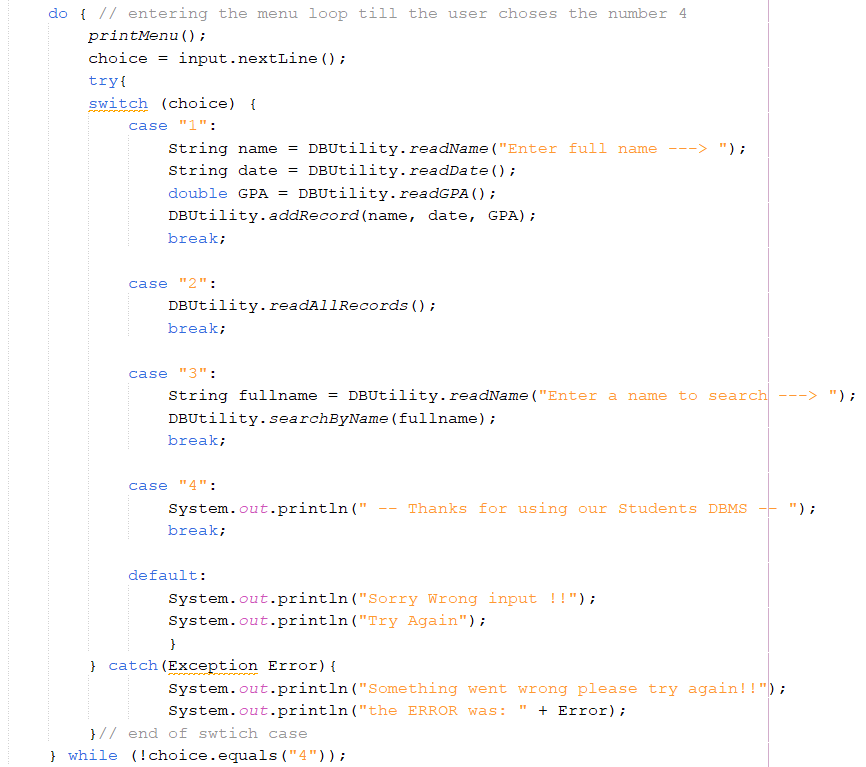 do { // entering the menu loop till the user choses the number 4
printMenu();
choice = input.nextLine();
try{
switch (choice) {
case "1":
String name = DBUtility.readName("Enter full name ---> ");
String date = DBUtility.readDate();
double GPA = DBUtility.readGPA();
DBUtility.addRecord(name, date, GPA);
break;
case "2":
DBUtility.readAllRecords();
break;
case "3":
String fullname = DBUtility.readName("Enter a name to search ---> ");
DBUtility.searchByName(fullname);
break;
case "4":
System.out.println(" -- Thanks for using our Students DBMS -- ");
break;
default:
System.out.println("Sorry Wrong input !!");
System.out.println("Try Again");
}
} catch(Exception Error){
System.out.println("Something went wrong please try again!!");
System.out.println("the ERROR was: " + Error);
}// end of swtich case
} while (!choice.equals("4"));